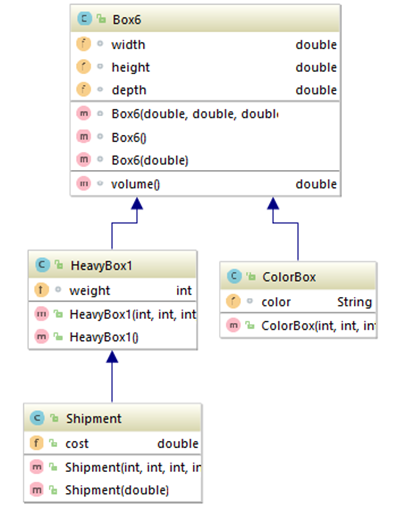 Box6
width double
height double
depth double
Box6(double, double, doubl
Box6()
Box6(double)
volume() double
HeavyBox1
weight int
HeavyBox1(int, int, int
HeavyBox1()
ColorBox
color String
ColorBox(int, int, in
Shipment
cost double
Shipment(int, int, int, in
Shipment(double)